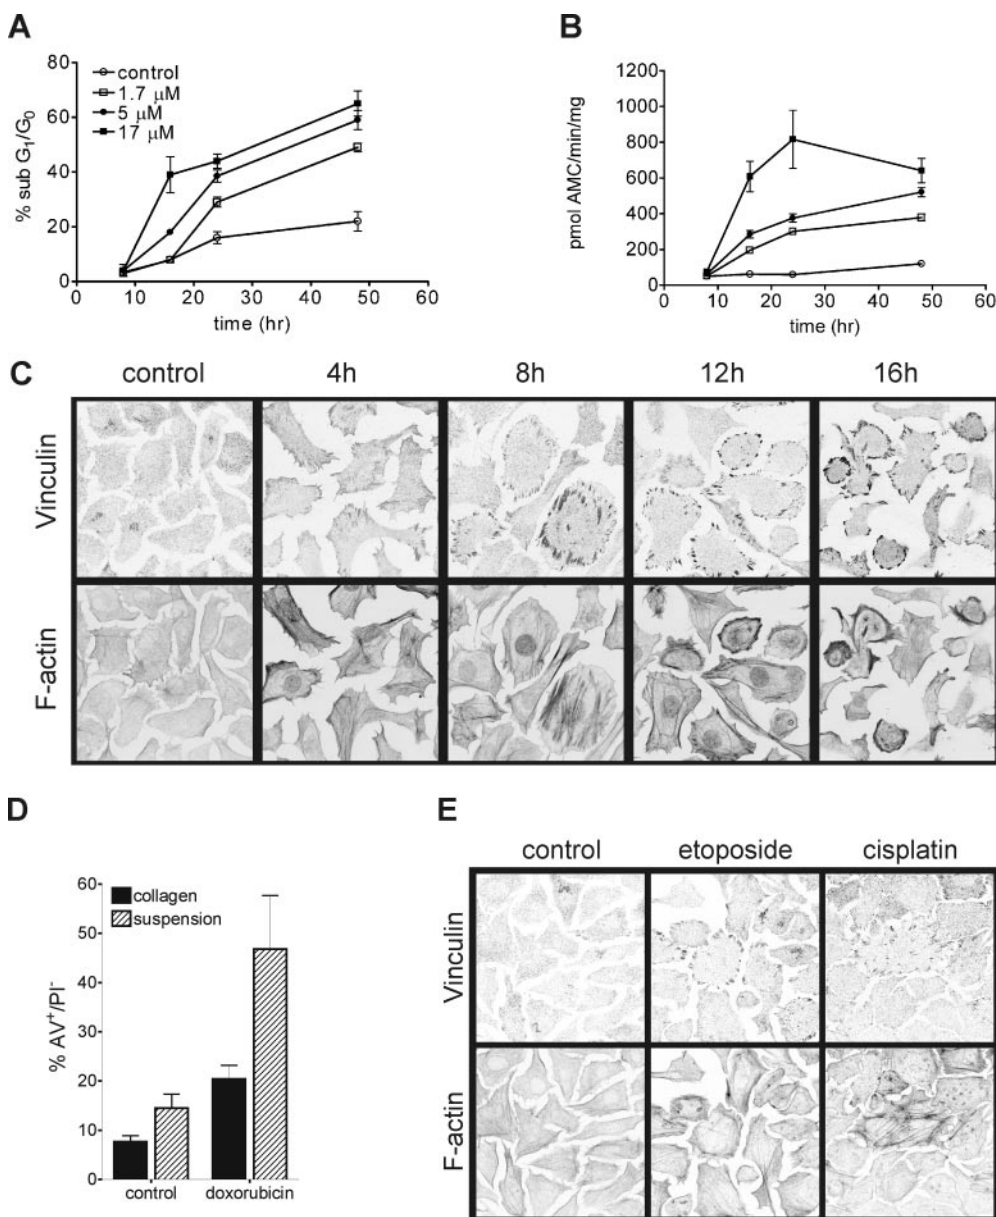 A
% sub G1/G0
80
60
40
20
0
control
1.7 μM
5 μM
17 μM
0 10 20 30 40 50 60
time (hr)
B
pmol AMC/min/mg
1200
1000
800
600
400
200
0
0 10 20 30 40 50 60
time (hr)
C
control 4h 8h 12h 16h
Vinculin
F-actin
D
% AV+/PI-
60
50
40
30
20
10
0
collagen
suspension
control doxorubicin
E
control etoposide cisplatin
Vinculin
F-actin